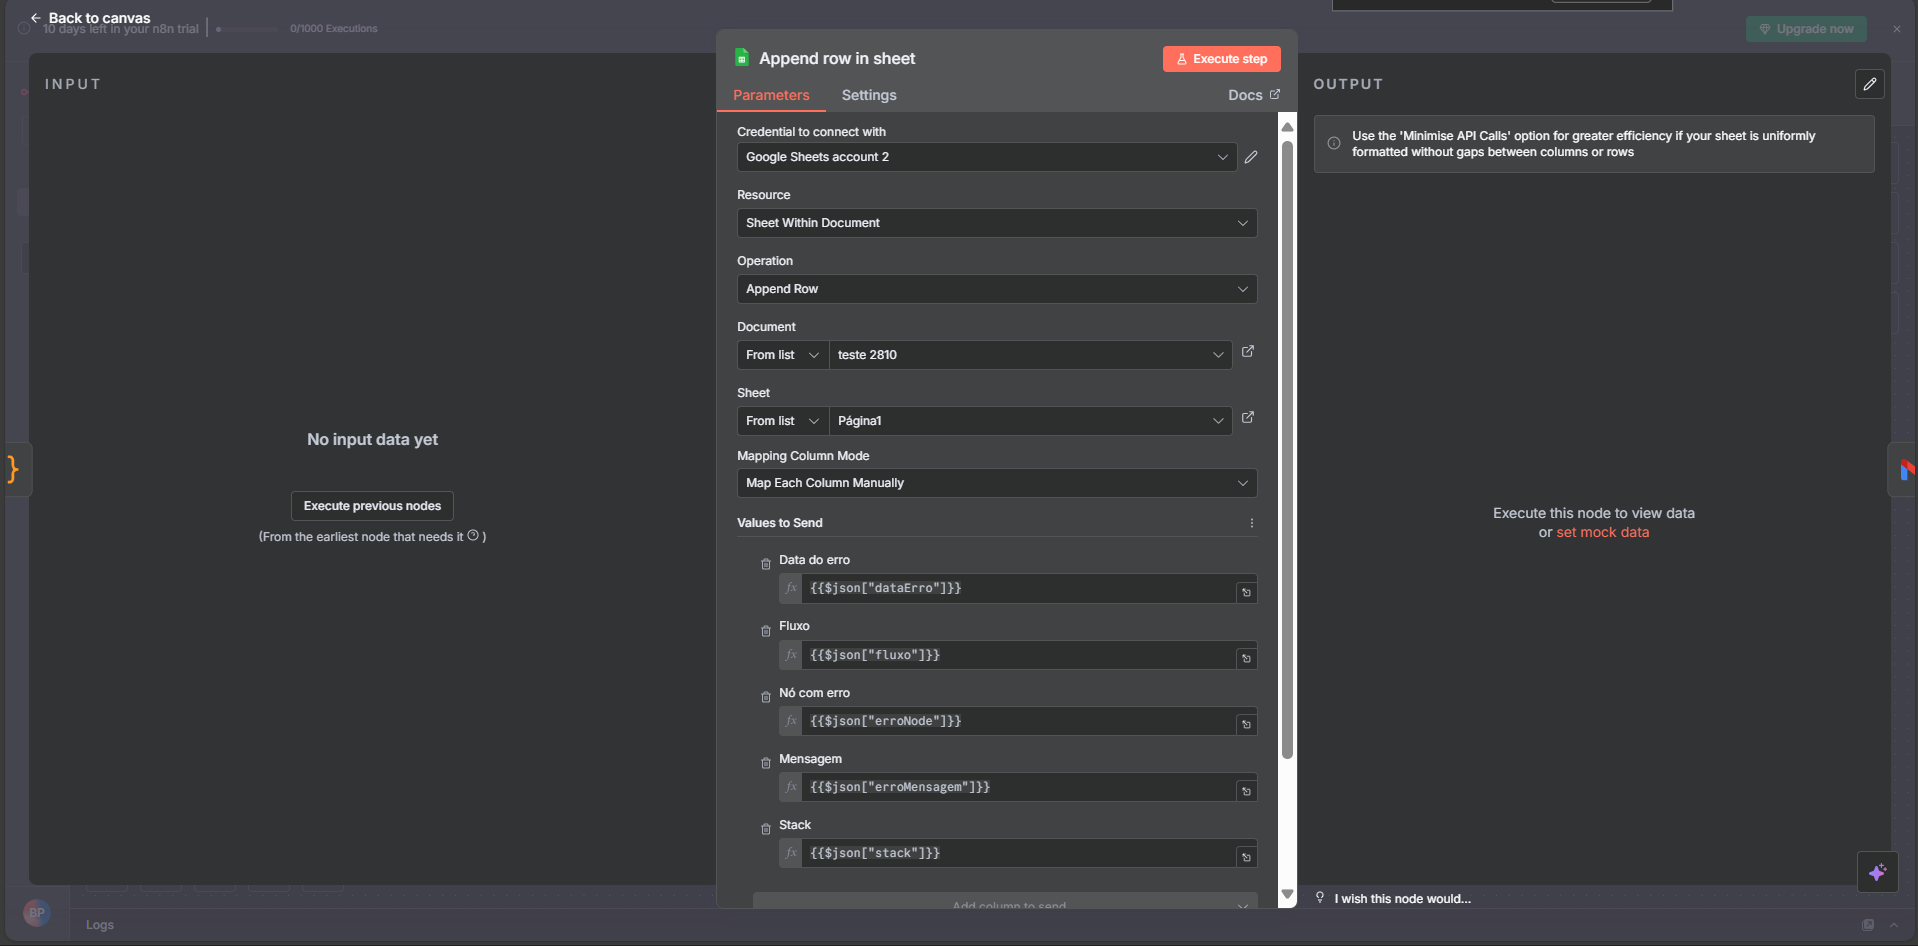 Back to canvas
10 days left in your n8n trial
0/1000 Executions
Upgrade now
INPUT
No input data yet
Execute previous nodes
(From the earliest node that needs it ? )
}
Append row in sheet
Execute step
Parameters
Settings
Docs
Credential to connect with
Google Sheets account 2
Resource
Sheet Within Document
Operation
Append Row
Document
From list
teste 2810
Sheet
From list
Página1
Mapping Column Mode
Map Each Column Manually
Values to Send
Data do erro
fx {{$json["dataErro"]}}
Fluxo
fx {{$json["fluxo"]}}
Nó com erro
fx {{$json["erroNode"]}}
Mensagem
fx {{$json["erroMensagem"]}}
Stack
fx {{$json["stack"]}}
Add column to send
OUTPUT
Use the 'Minimise API Calls' option for greater efficiency if your sheet is uniformly
formatted without gaps between columns or rows
Execute this node to view data
or set mock data
I wish this node would...
BP
Logs